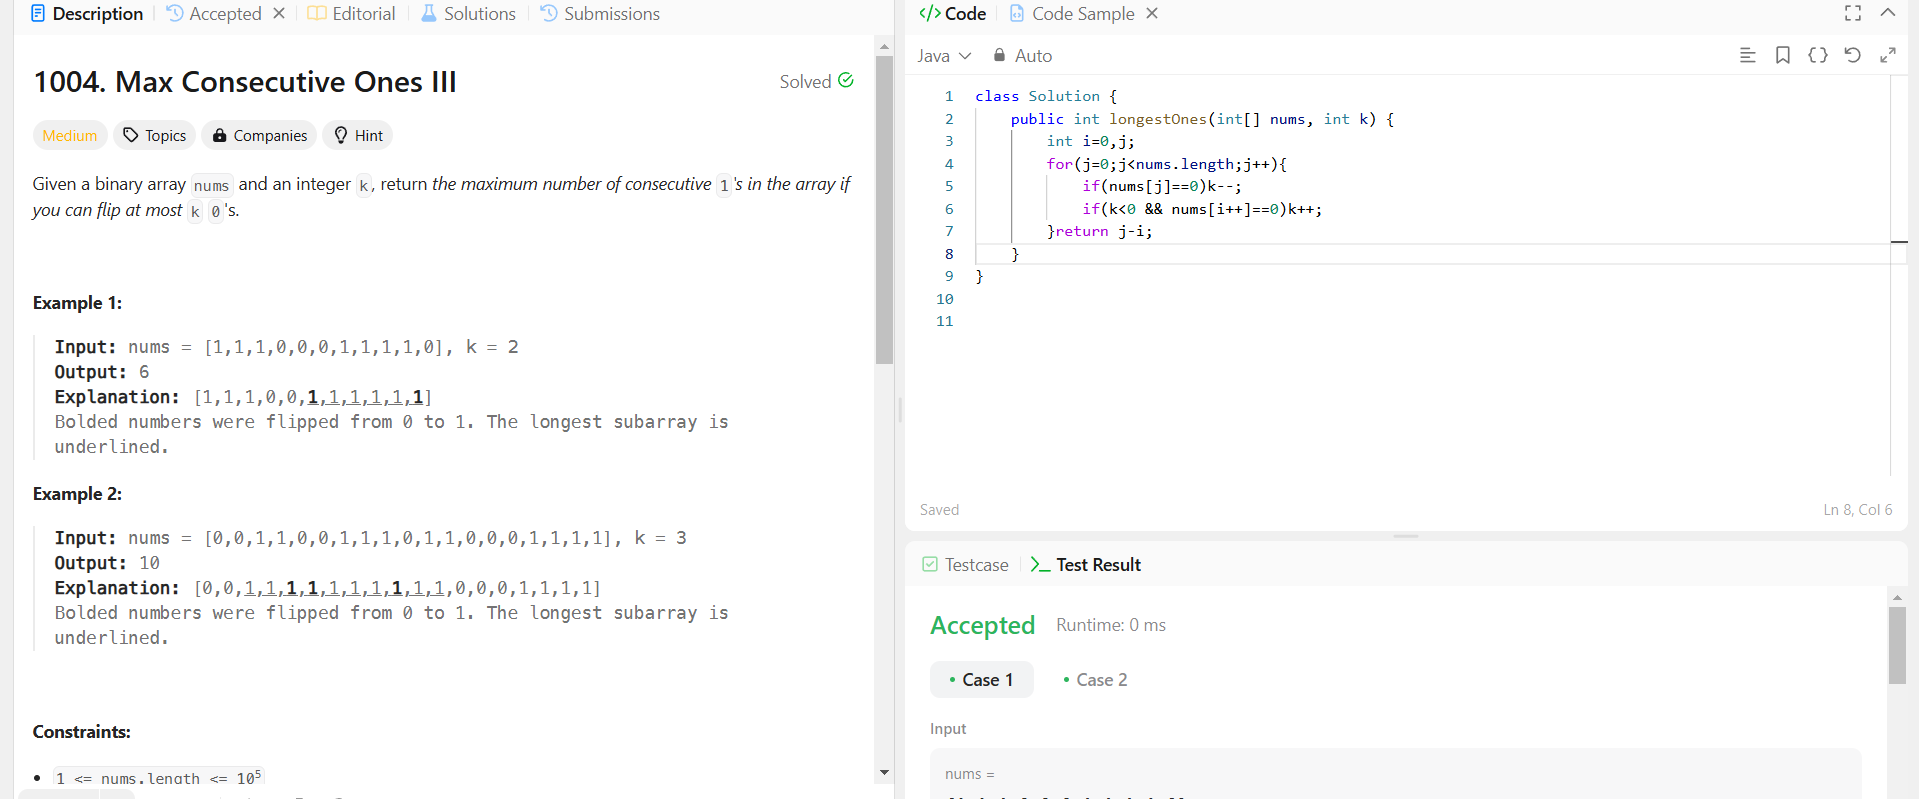 Description Accepted Editorial Solutions Submissions
1004. Max Consecutive Ones III
Solved
Medium Topics Companies Hint
Given a binary array nums and an integer k, return the maximum number of consecutive 1's in the array if
you can flip at most k 0's.
Example 1:
Input: nums = [1,1,1,0,0,0,1,1,1,1,0], k = 2
Output: 6
Explanation: [1,1,1,0,0,1,1,1,1,1,1]
Bolded numbers were flipped from 0 to 1. The longest subarray is
underlined.
Example 2:
Input: nums = [0,0,1,1,0,0,1,1,1,0,1,1,0,0,0,1,1,1,1], k = 3
Output: 10
Explanation: [0,0,1,1,1,1,1,1,1,1,1,1,0,0,0,1,1,1,1]
Bolded numbers were flipped from 0 to 1. The longest subarray is
underlined.
Constraints:
• 1 <= nums.length <= 10⁵
</> Code Code Sample
Java Auto
1 class Solution {
2 public int longestOnes(int[] nums, int k) {
3 int i=0,j;
4 for(j=0;j<nums.length;j++){
5 if(nums[j]==0)k--;
6 if(k<0 && nums[i++]==0)k++;
7 }return j-i;
8 }
9 }
10
11
Saved Ln 8, Col 6
Testcase >_ Test Result
Accepted Runtime: 0 ms
• Case 1 • Case 2
Input
nums =